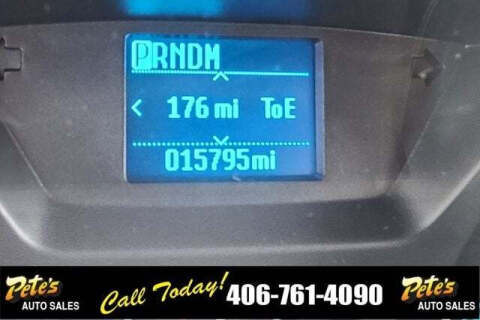 PRNDM
< 176 mi ToE
015795mi
Pete's
AUTO SALES
Call Today! 406-761-4090
Pete's
AUTO SALES